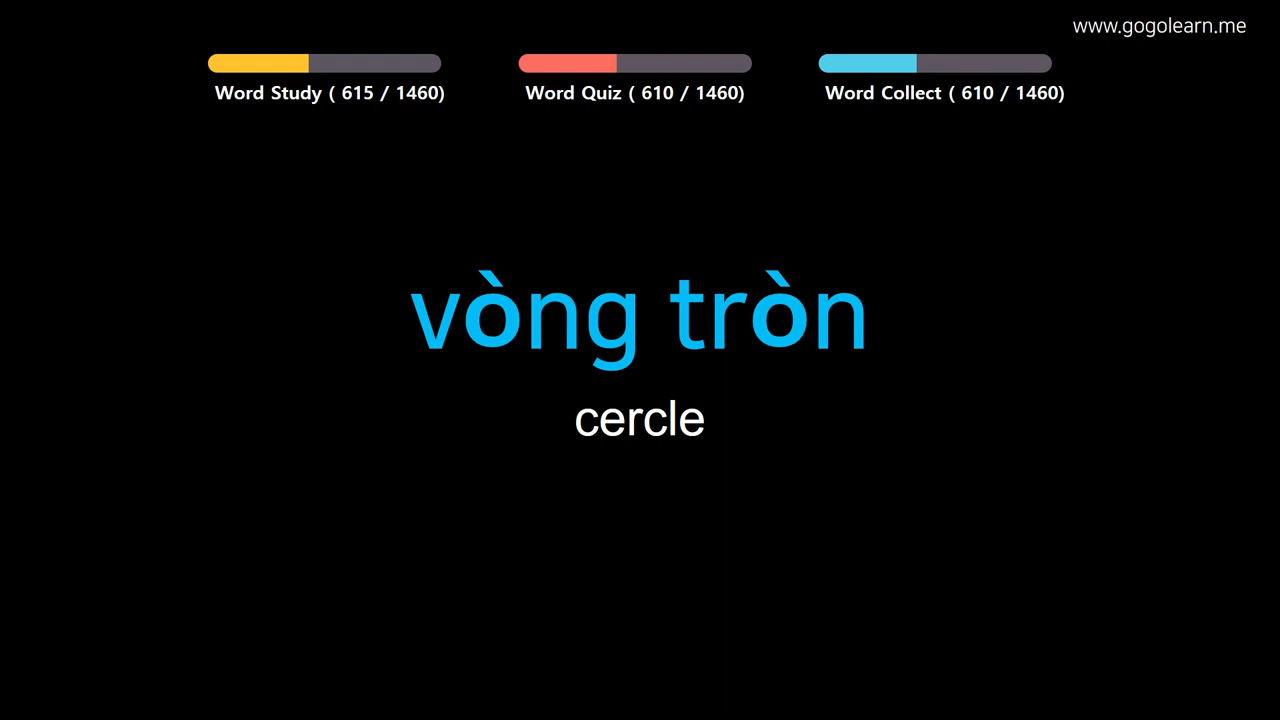 www.gogolearn.me
Word Study ( 615 / 1460)
Word Quiz ( 610 / 1460)
Word Collect ( 610 / 1460)
vòng tròn
cercle